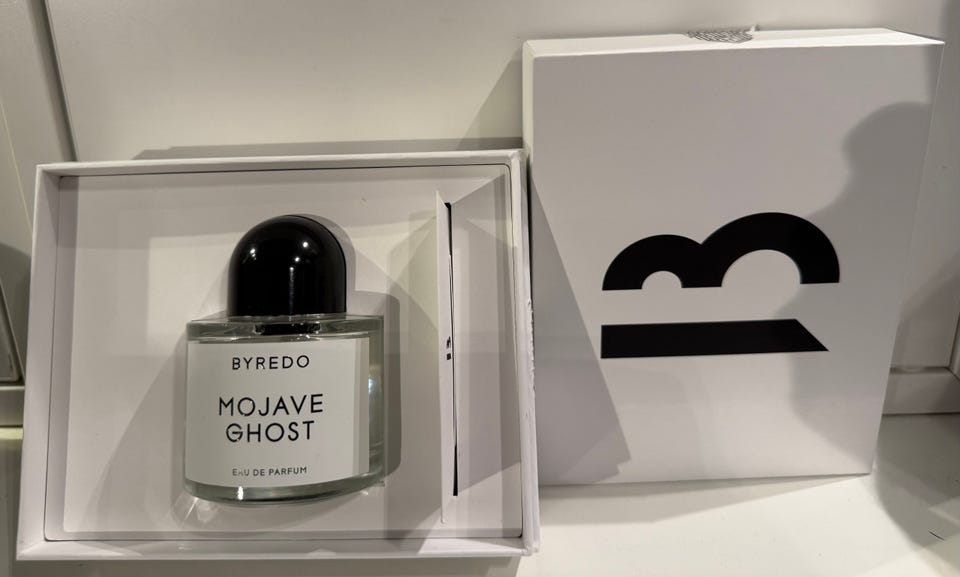 BYREDO
MOJAVE
GHOST
EAU DE PARFUM